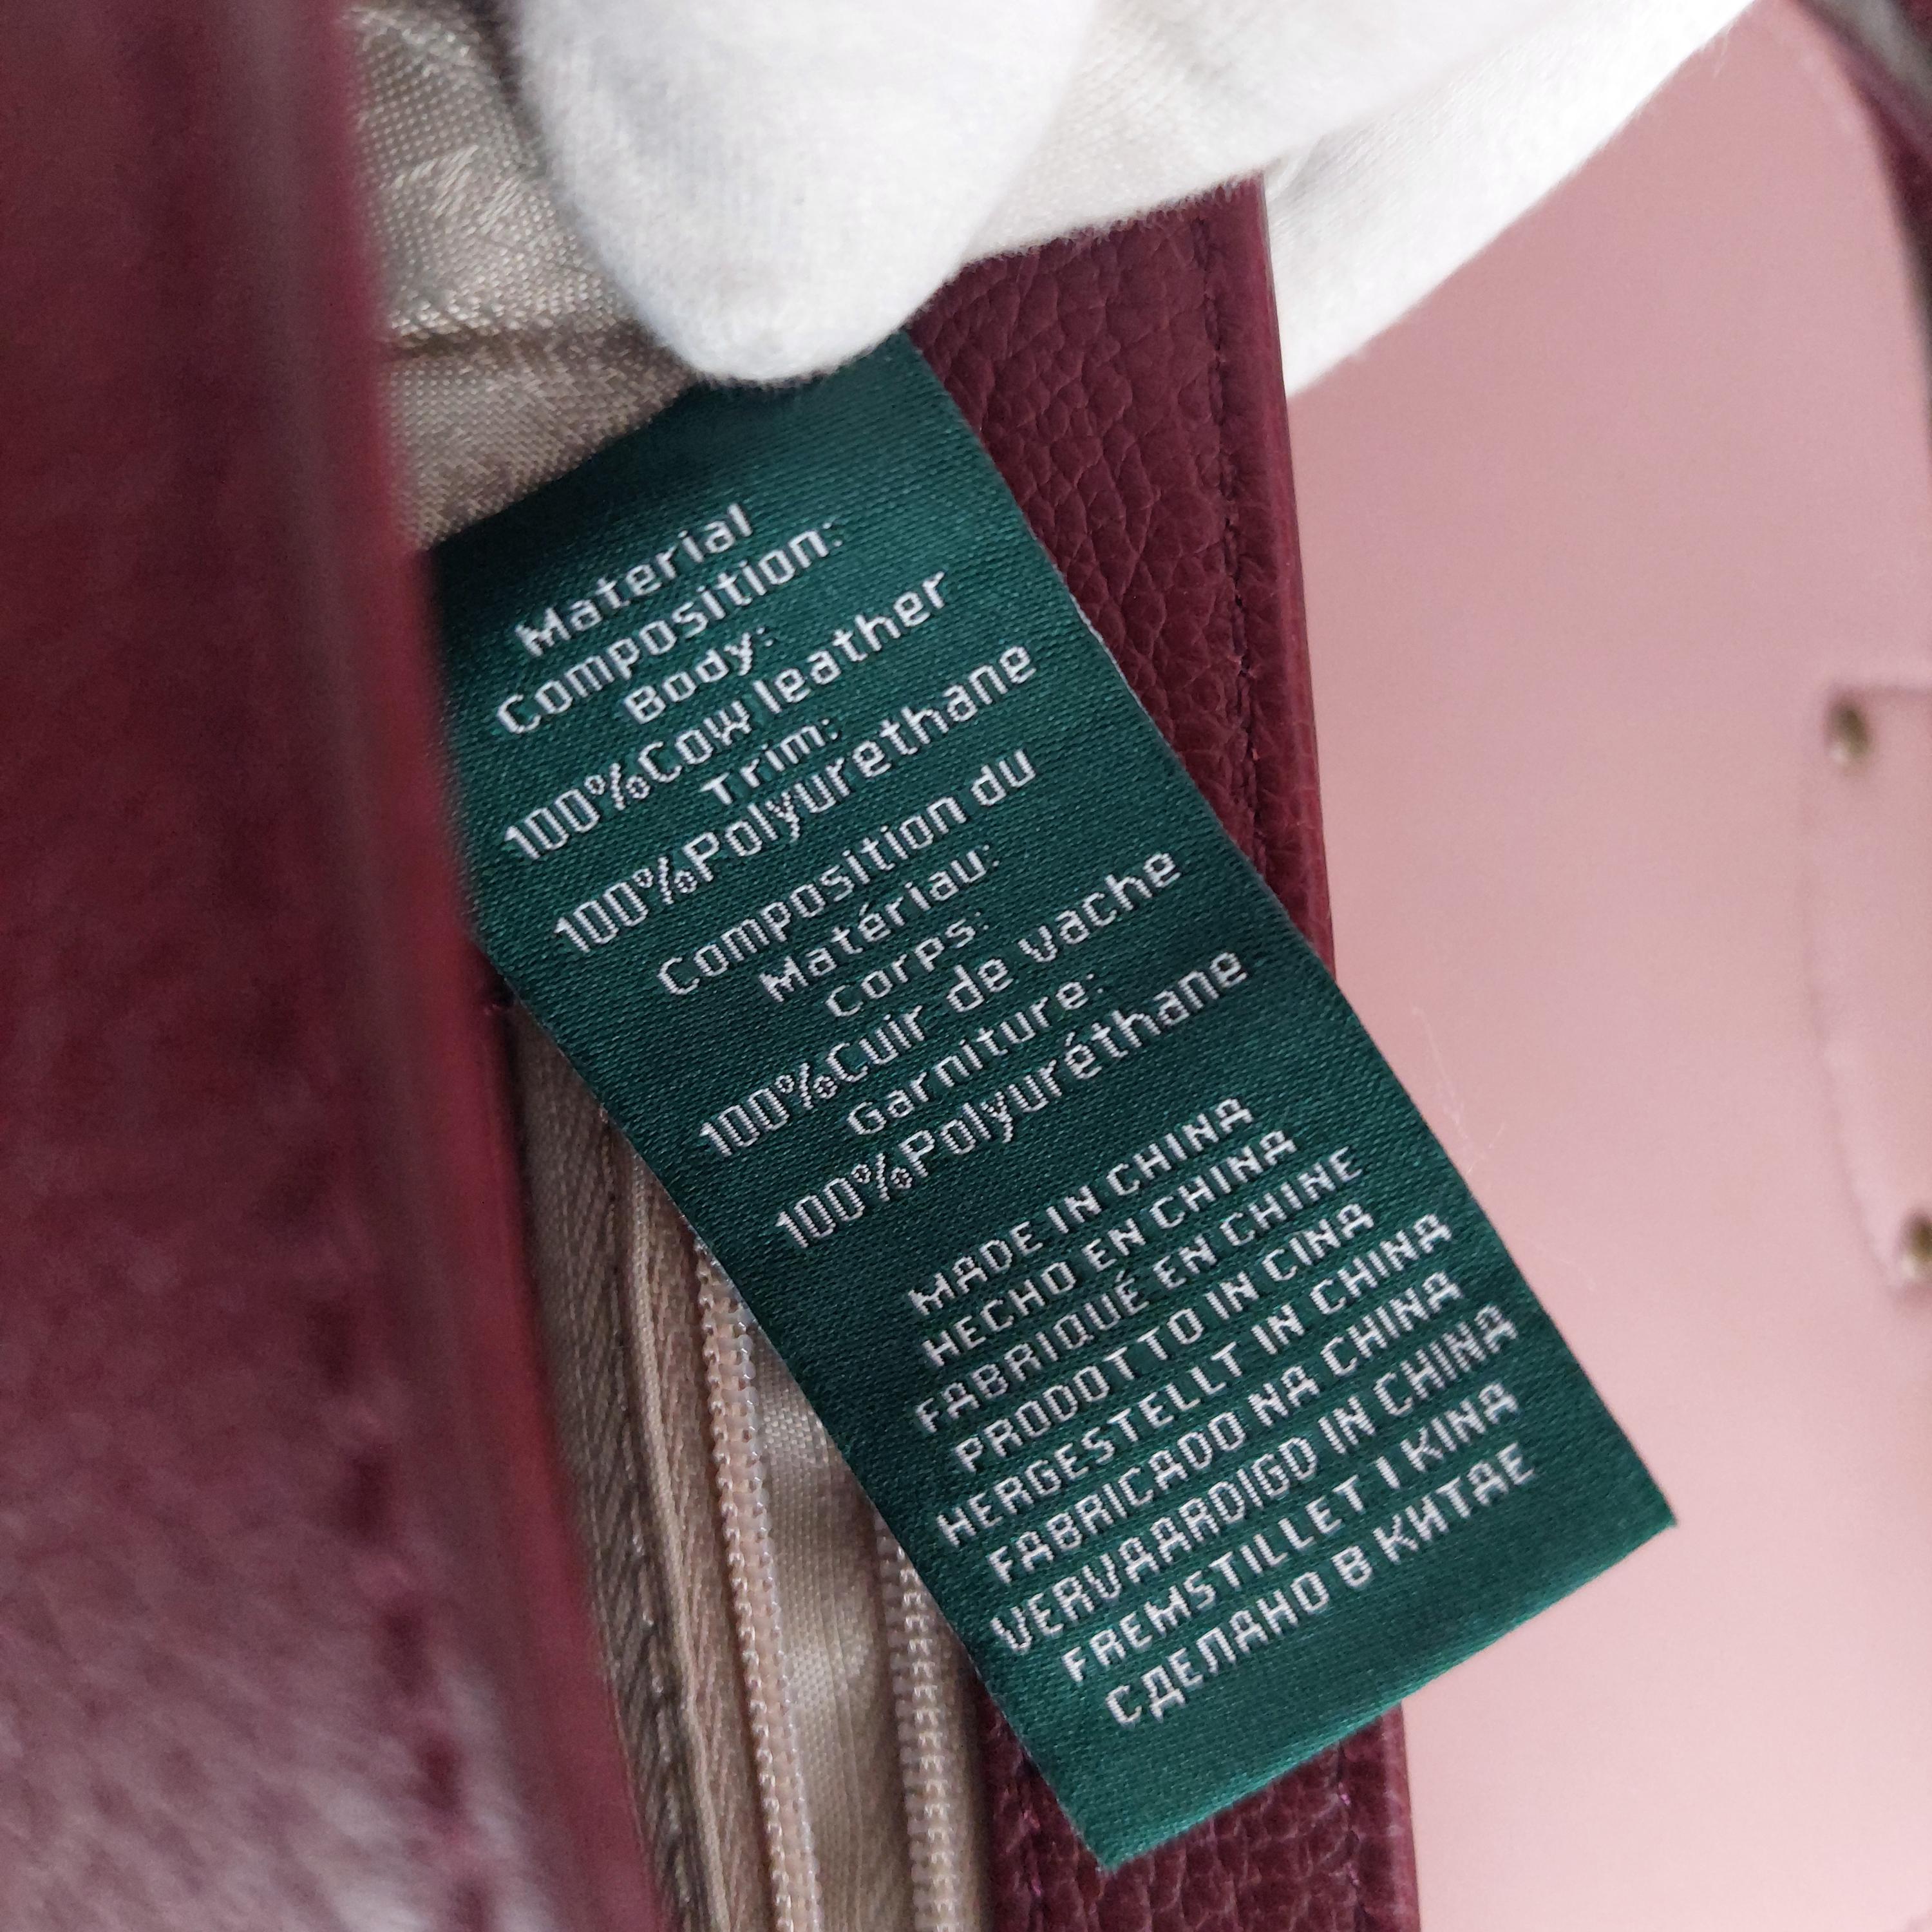 Material
Composition:
Body:
100%Cow leather
Trim:
100%Polyurethane
Composition du
Matériau:
Corps:
100%Cuir de vache
Garniture:
100%Polyuréthane
MADE IN CHINA
HECHO EN CHINA
FABRIQUÉ EN CHINE
PRODOTTO IN CINA
HERGESTELLT IN CHINA
FABRICADO NA CHINA
VERVAARDIGD IN CHINA
FREMSTILLET I KINA
СДЕЛАНО В КИТАЕ